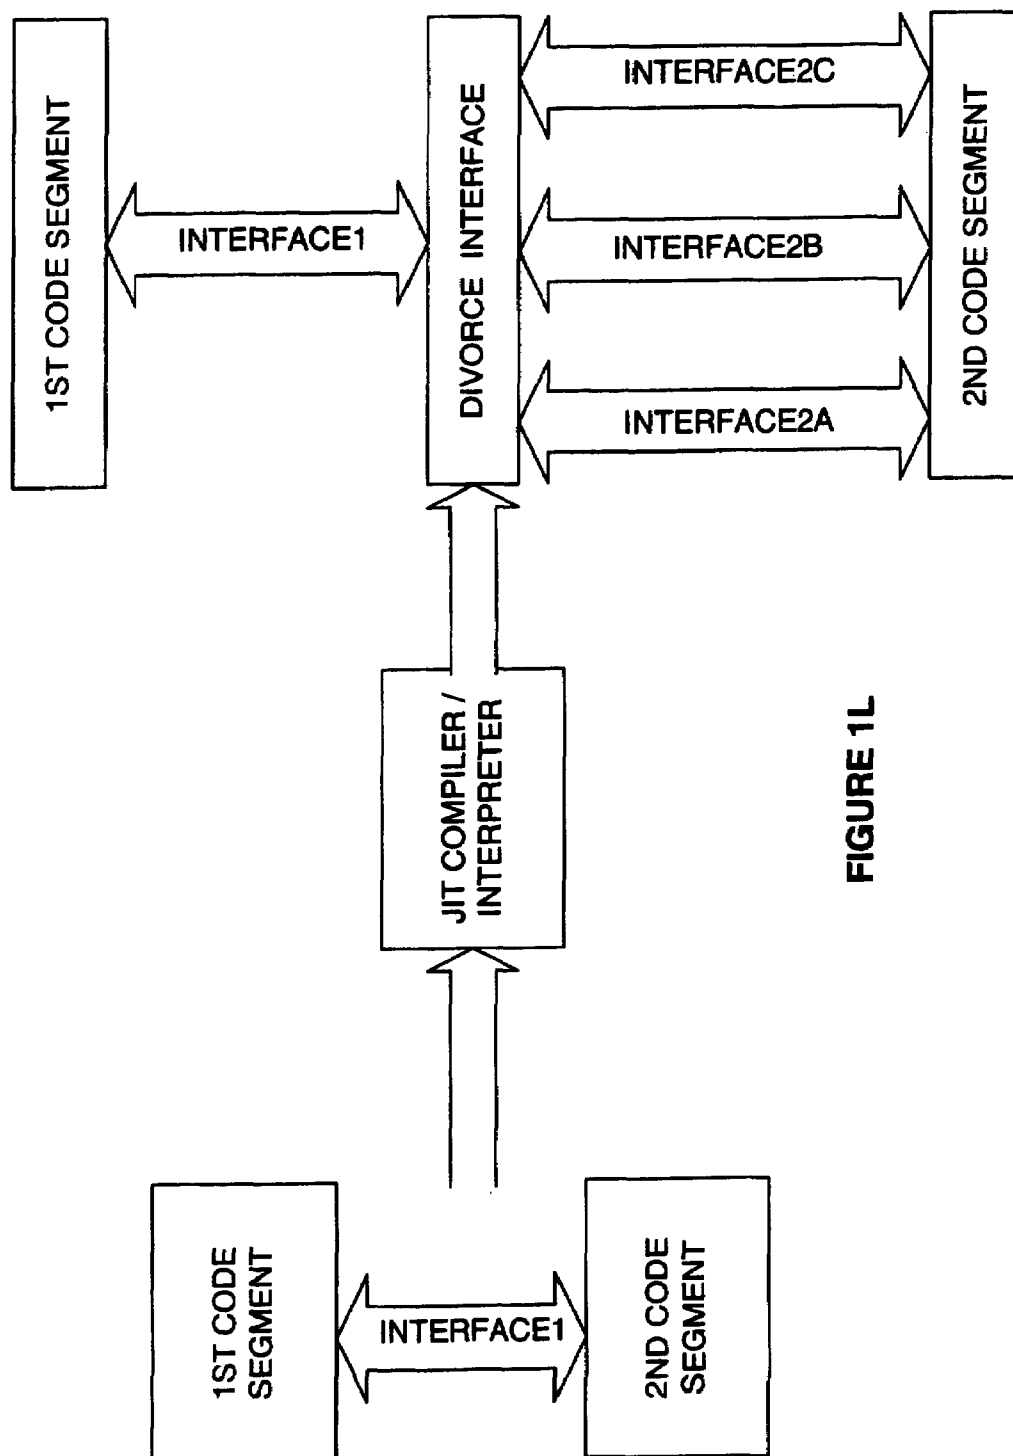 1ST CODE
SEGMENT
INTERFACE1
2ND CODE
SEGMENT
JIT COMPILER /
INTERPRETER
1ST CODE SEGMENT
INTERFACE1
DIVORCE INTERFACE
INTERFACE2A
INTERFACE2B
INTERFACE2C
2ND CODE SEGMENT
FIGURE 1L